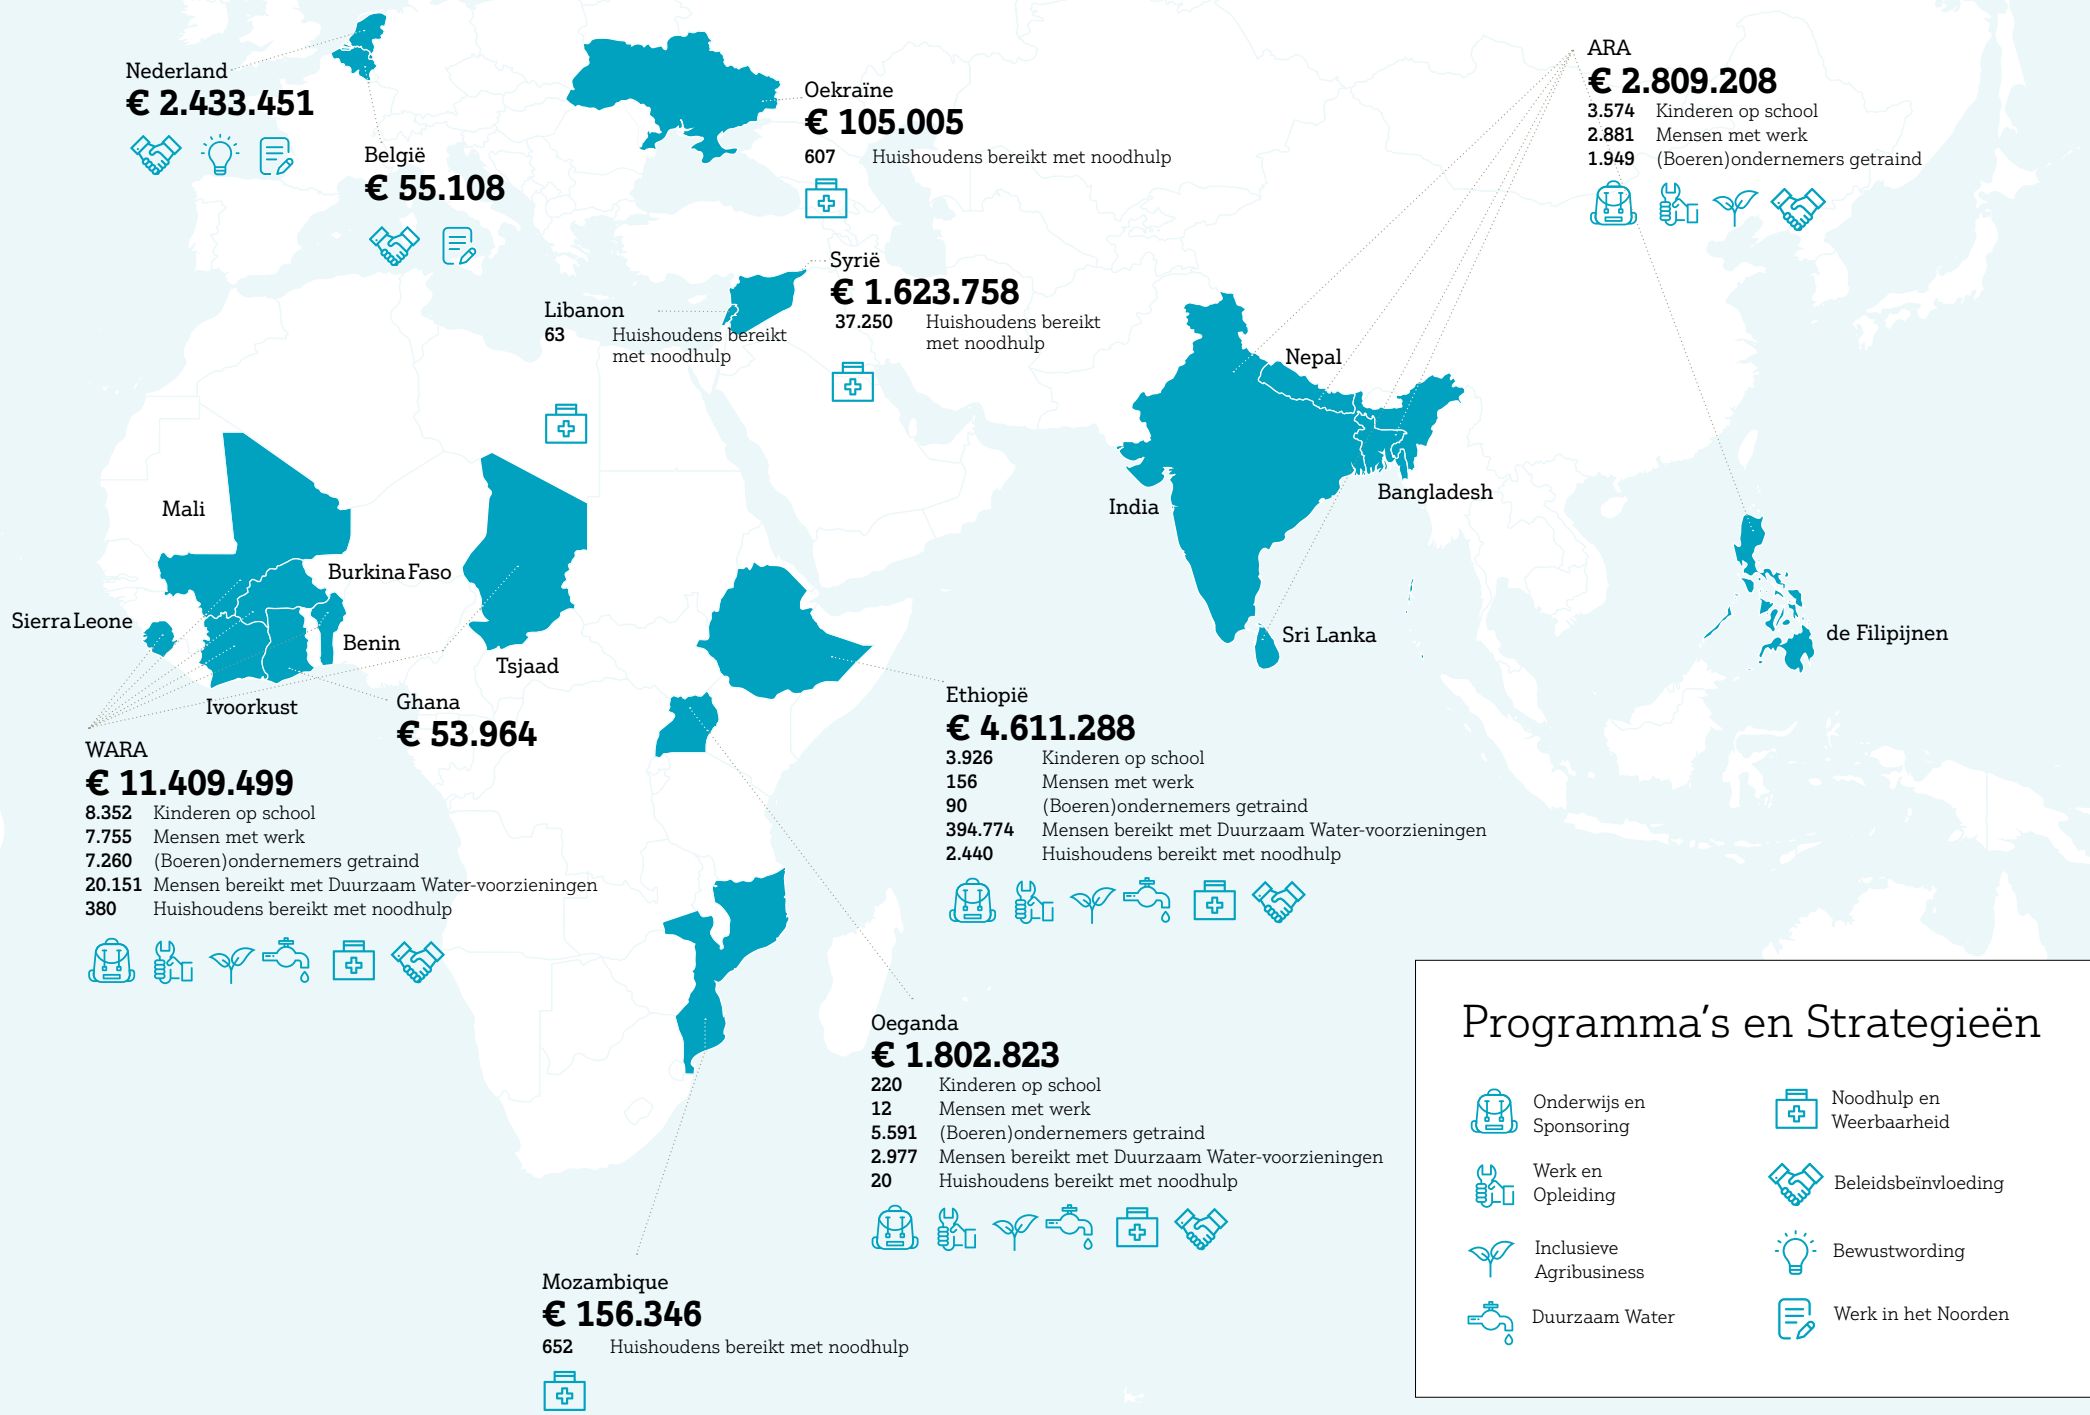 Nederland
€ 2.433.451
België
€ 55.108
Oekraïne
€ 105.005
607 Huishoudens bereikt met noodhulp
ARA
€ 2.809.208
3.574 Kinderen op school
2.881 Mensen met werk
1.949 (Boeren)ondernemers getraind
Syrië
€ 1.623.758
37.250 Huishoudens bereikt
met noodhulp
Libanon
63 Huishoudens bereikt
met noodhulp
Nepal
India
Bangladesh
Sri Lanka
de Filipijnen
Mali
Burkina Faso
Sierra Leone
Benin
Tsjaad
Ivoorkust
Ghana
€ 53.964
WARA
€ 11.409.499
8.352 Kinderen op school
7.755 Mensen met werk
7.260 (Boeren)ondernemers getraind
20.151 Mensen bereikt met Duurzaam Water-voorzieningen
380 Huishoudens bereikt met noodhulp
Ethiopië
€ 4.611.288
3.926 Kinderen op school
156 Mensen met werk
90 (Boeren)ondernemers getraind
394.774 Mensen bereikt met Duurzaam Water-voorzieningen
2.440 Huishoudens bereikt met noodhulp
Oeganda
€ 1.802.823
220 Kinderen op school
12 Mensen met werk
5.591 (Boeren)ondernemers getraind
2.977 Mensen bereikt met Duurzaam Water-voorzieningen
20 Huishoudens bereikt met noodhulp
Mozambique
€ 156.346
652 Huishoudens bereikt met noodhulp
Programma's en Strategieën
Onderwijs en
Sponsoring
Werk en
Opleiding
Inclusieve
Agribusiness
Duurzaam Water
Noodhulp en
Weerbaarheid
Beleidsbeïnvloeding
Bewustwording
Werk in het Noorden